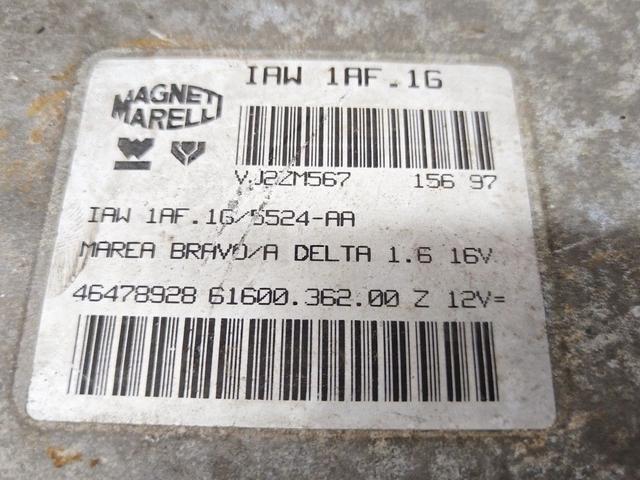 IAW 1AF.16
MAGNETI
MARELLI
VJ2ZM567 156 97
IAW 1AF.16/5524-AA
MAREA BRAVO/A DELTA 1.6 16V
46478928 61600.362.00 Z 12V=